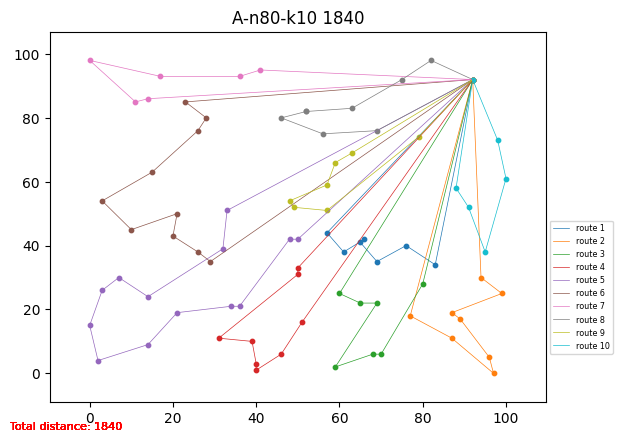 A-n80-k10 1840
100
80
60
40
20
0
0
20
40
60
80
100
route 1
route 2
route 3
route 4
route 5
route 6
route 7
route 8
route 9
route 10
Total distance: 1840